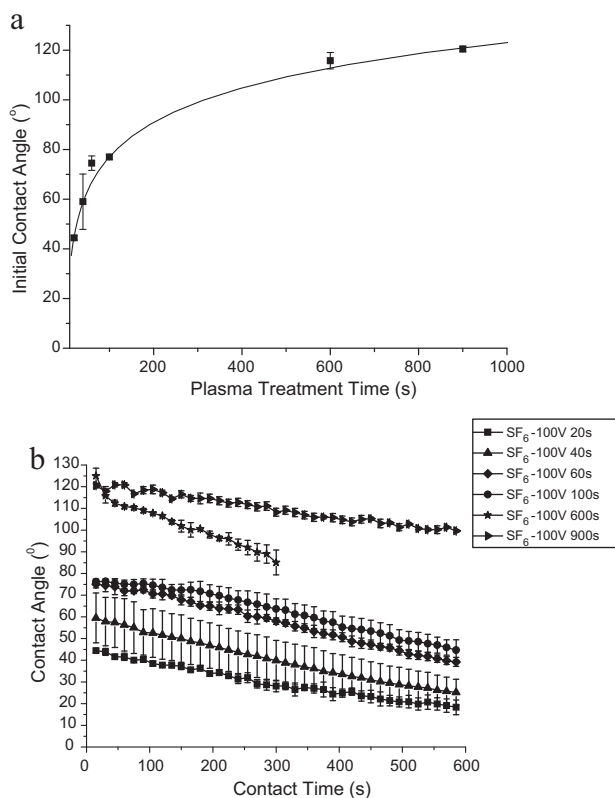 a
120
100
80
60
40
20
0
200 400 600 800 1000
Initial Contact Angle (°)
Plasma Treatment Time (s)
b
SF₆-100V 20s
SF₆-100V 40s
SF₆-100V 60s
SF₆-100V 100s
SF₆-100V 600s
SF₆-100V 900s
130
120
110
100
90
80
70
60
50
40
30
20
10
0
0 100 200 300 400 500 600
Contact Angle (⁰)
Contact Time (s)